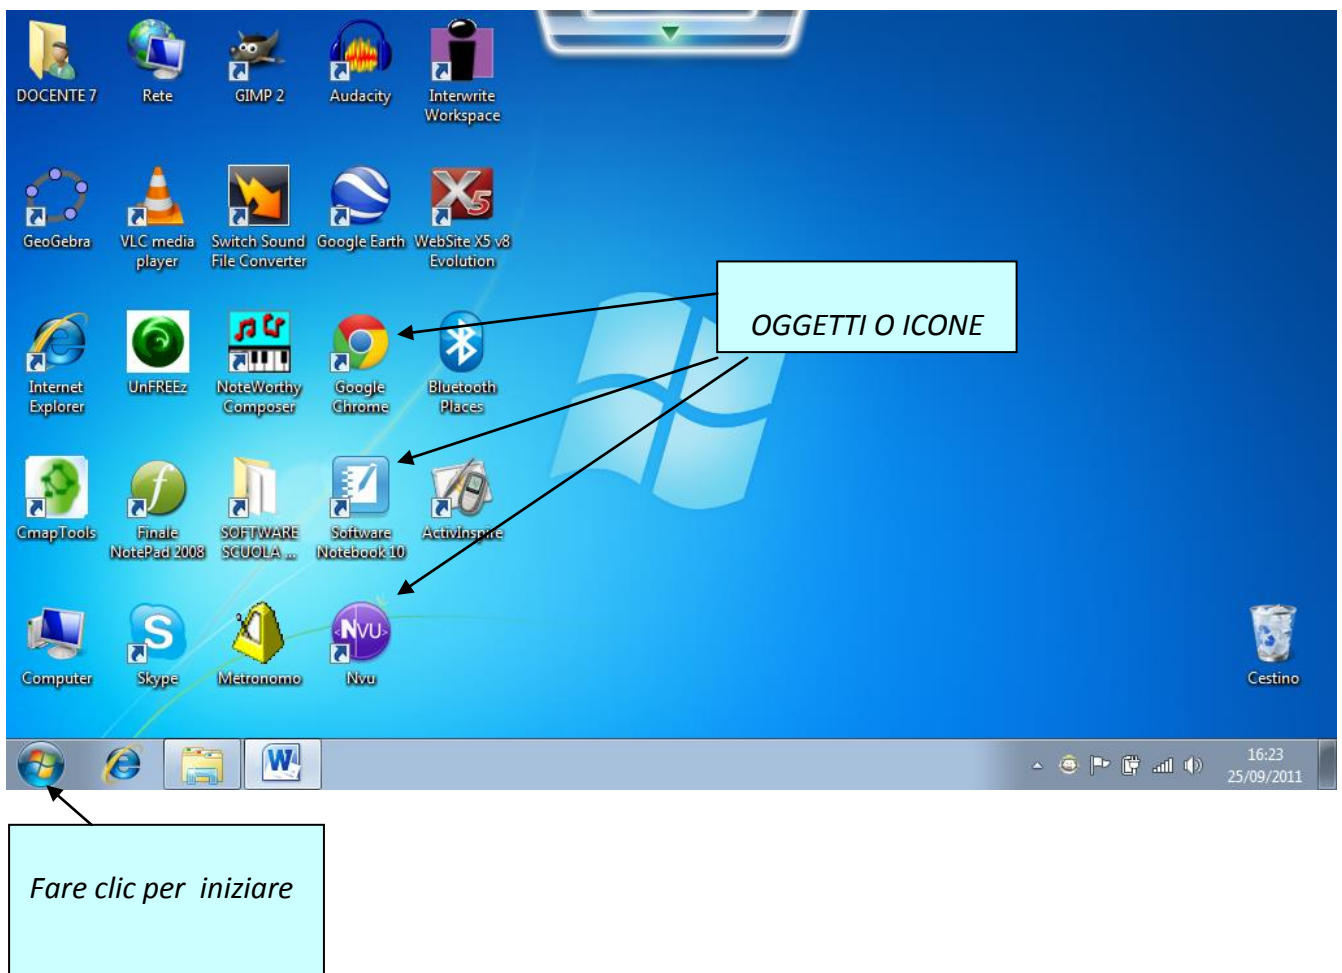 DOCENTE 7
Rete
GIMP 2
Audacity
Interwrite
Workspace
GeoGebra
VLC media
player
Switch Sound
File Converter
Google Earth
WebSite X5 v8
Evolution
OGGETTI O ICONE
Internet
Explorer
UnFREEz
NoteWorthy
Composer
Google
Chrome
Bluetooth
Places
CmapTools
Finale
NotePad 2008
SOFTWARE
SCUOLA ...
Software
Notebook 10
ActivInspire
Computer
Skype
Metronomo
NVU
Nvu
Cestino
16:23
25/09/2011
Fare clic per iniziare